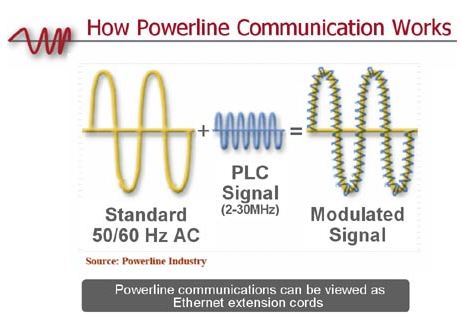 How Powerline Communication Works
+
=
PLC
Signal
(2-30MHz)
Standard
50/60 Hz AC
Modulated
Signal
Source: Powerline Industry
Powerline communications can be viewed as
Ethernet extension cords